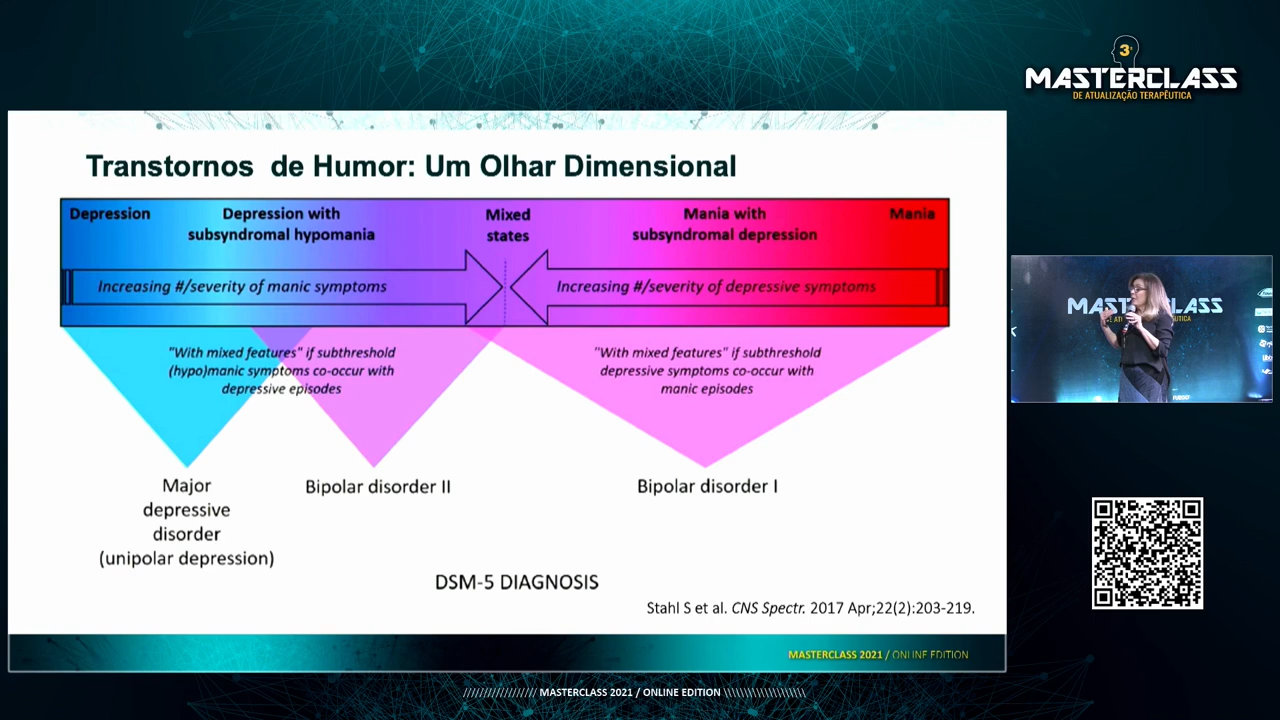 3ª
MASTERCLASS
DE ATUALIZAÇÃO TERAPÊUTICA
Transtornos de Humor: Um Olhar Dimensional
Depression
Depression with
subsyndromal hypomania
Mixed
states
Mania with
subsyndromal depression
Mania
Increasing #/severity of manic symptoms
Increasing #/severity of depressive symptoms
"With mixed features" if subthreshold
(hypo)manic symptoms co-occur with
depressive episodes
"With mixed features" if subthreshold
depressive symptoms co-occur with
manic episodes
Major
depressive
disorder
(unipolar depression)
Bipolar disorder II
Bipolar disorder I
DSM-5 DIAGNOSIS
Stahl S et al. CNS Spectr. 2017 Apr;22(2):203-219.
MASTERCLASS 2021 / ONLINE EDITION
MASTERCLASS
////////////////// MASTERCLASS 2021 / ONLINE EDITION \\\\\\\\\\\\\\\\\\\\